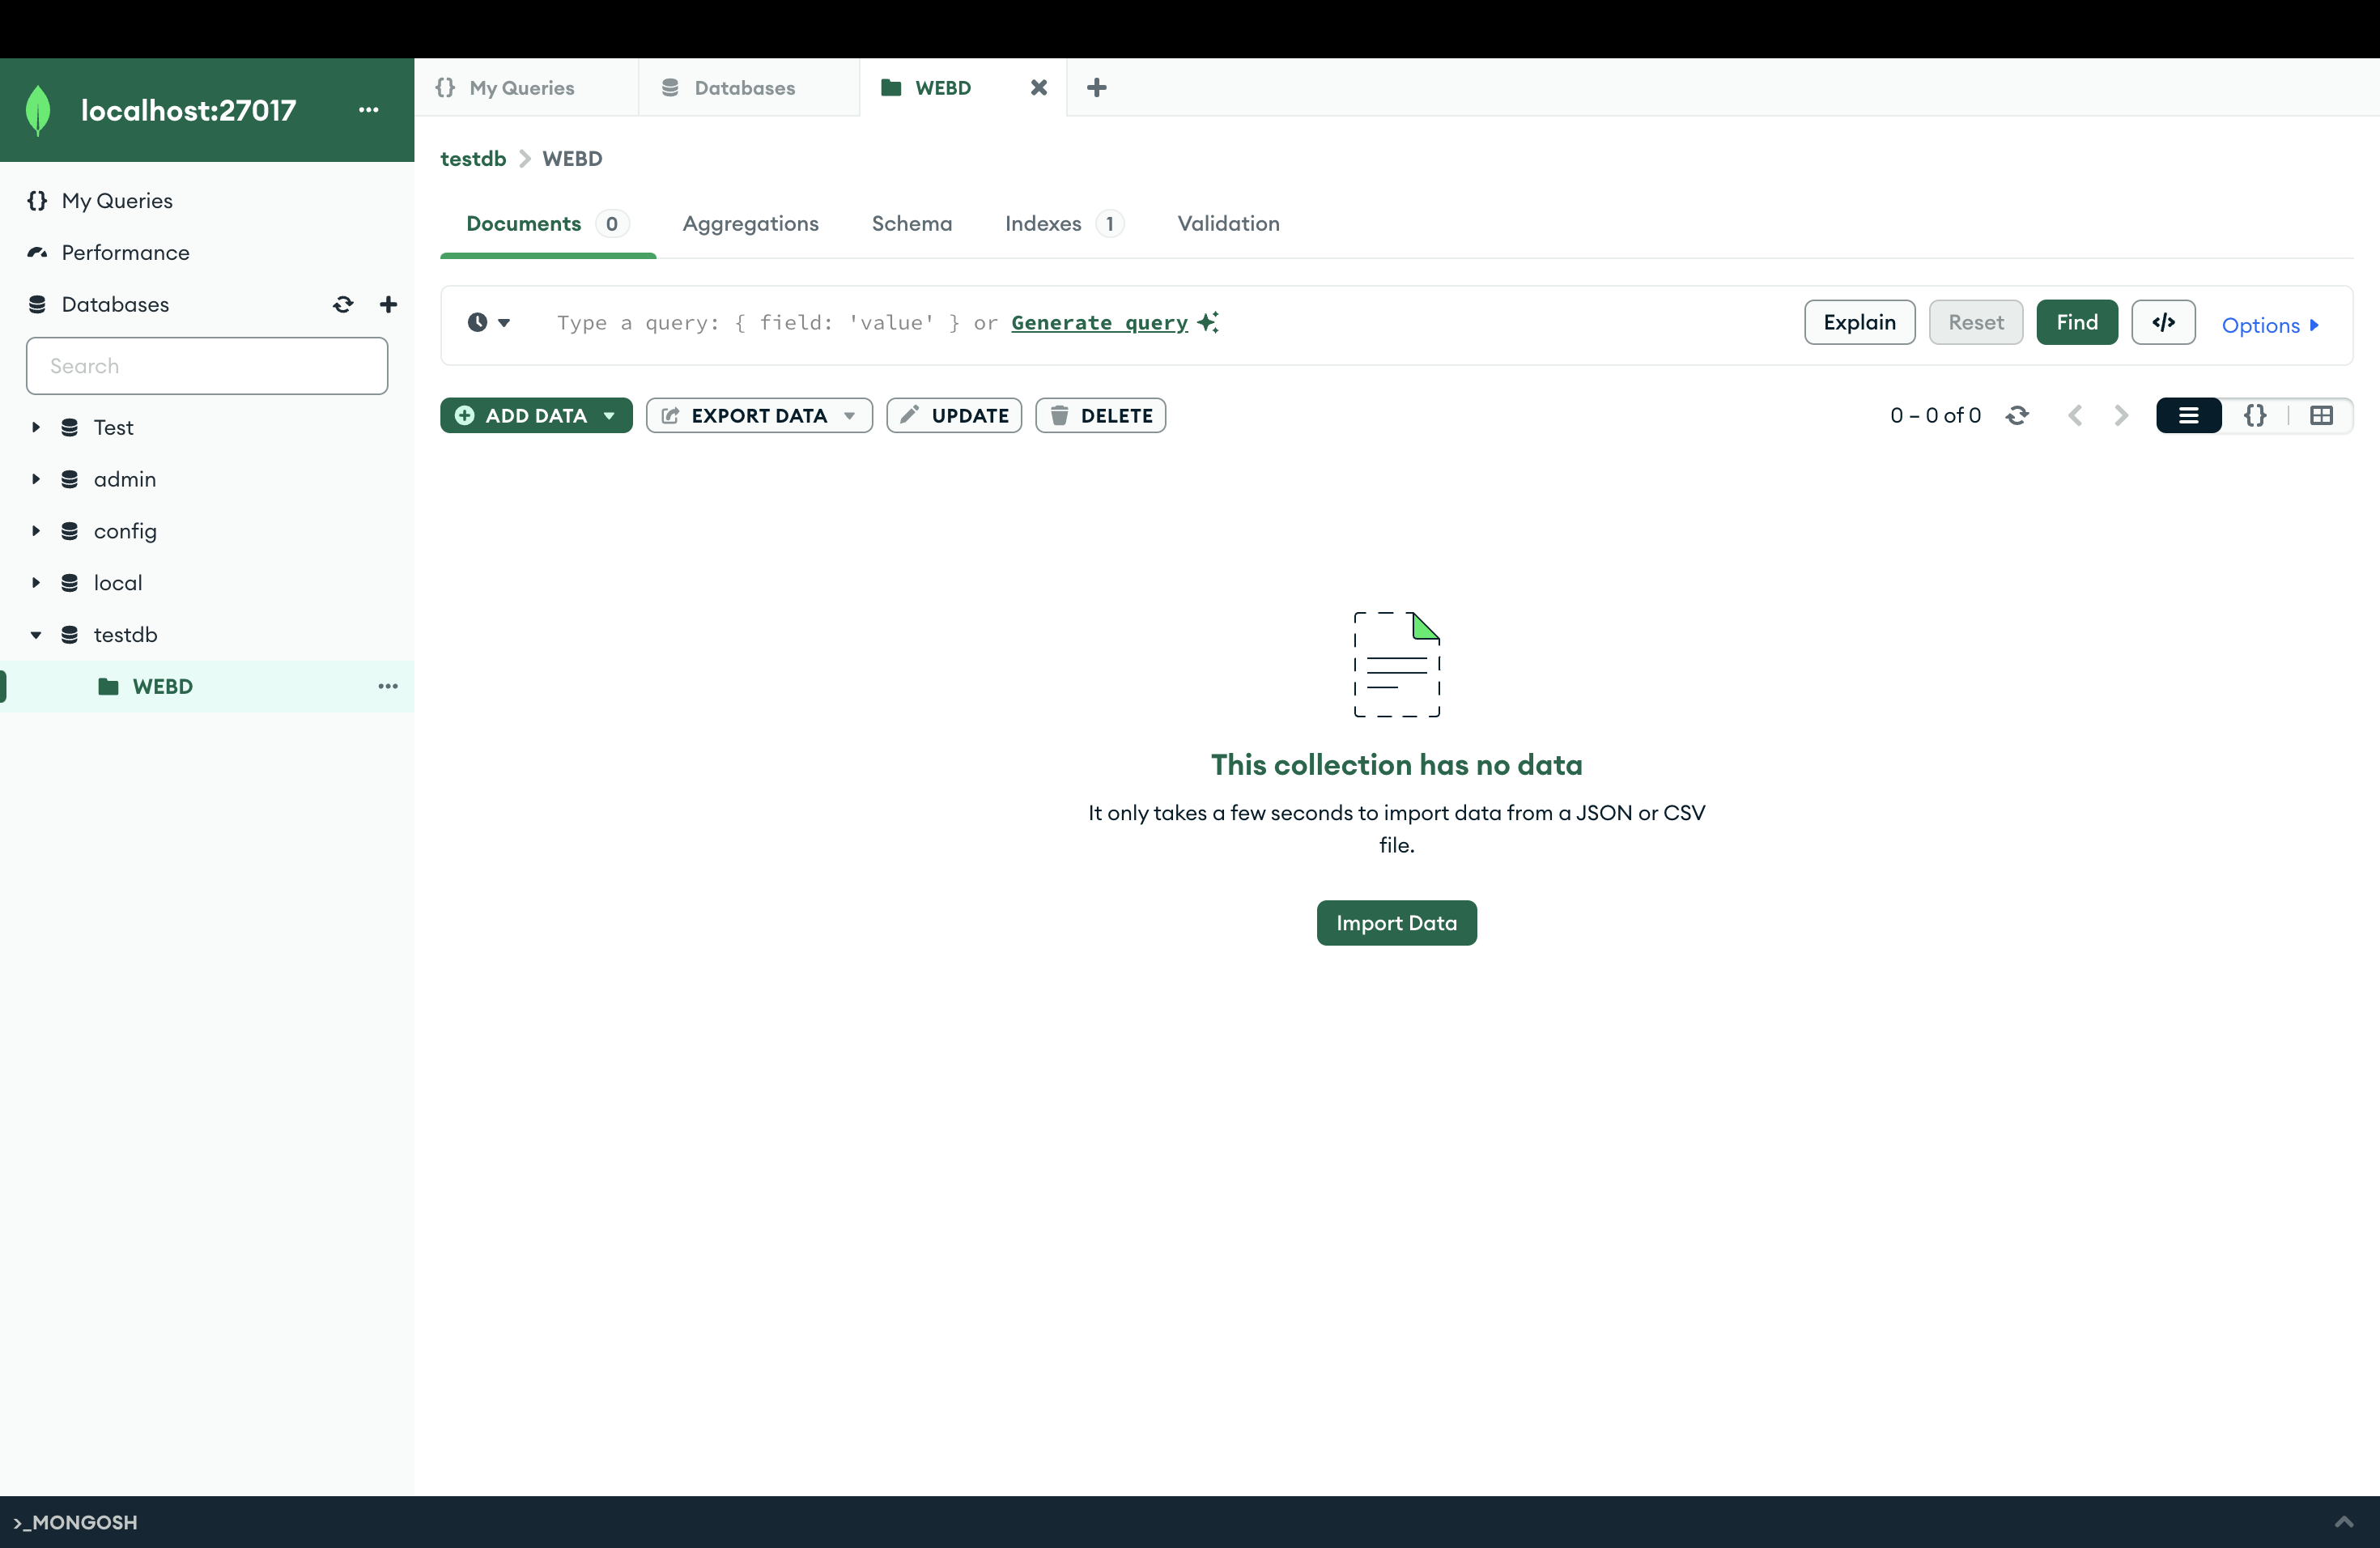 localhost:27017
My Queries
Performance
Databases
Search
Test
admin
config
local
testdb
WEBD
My Queries
Databases
WEBD
testdb > WEBD
Documents 0 Aggregations Schema Indexes 1 Validation
Type a query: { field: 'value' } or Generate query
Explain Reset Find </> Options
ADD DATA EXPORT DATA UPDATE DELETE
0 – 0 of 0
This collection has no data
It only takes a few seconds to import data from a JSON or CSV
file.
Import Data
>_MONGOSH